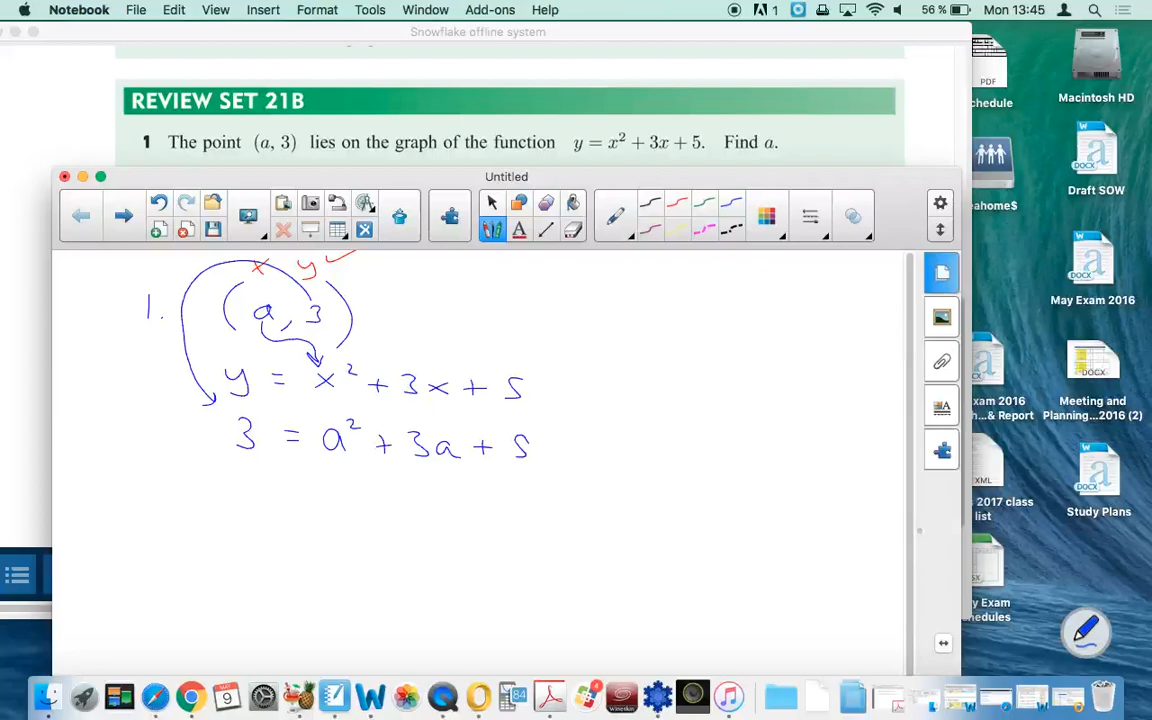 Notebook File Edit View Insert Format Tools Window Add-ons Help 1 56 % Mon 13:45
Snowflake offline system
REVIEW SET 21B
1 The point (a, 3) lies on the graph of the function y = x² + 3x + 5. Find a.
Untitled
x y
1. (a, 3)
y = x² + 3x + 5
3 = a² + 3a + 5
PDF
chedule
Macintosh HD
eahome$
Draft SOW
May Exam 2016
xam 2016
h...& Report
Meeting and
Planning...2016 (2)
XML
2017 class
list
Study Plans
y Exam
hedules